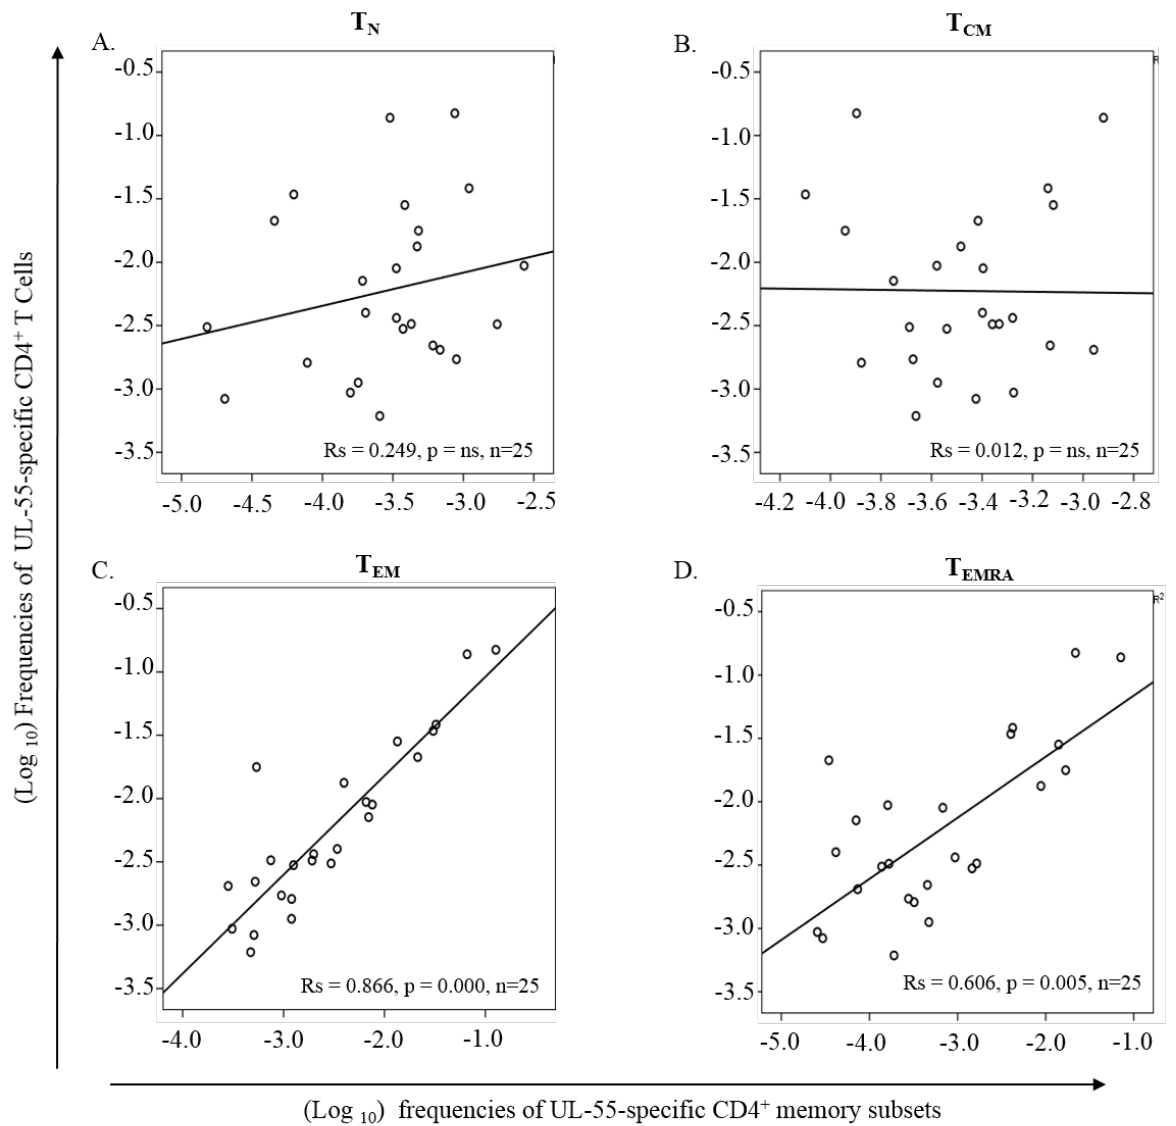 T_N
A.
-0.5
-1.0
-1.5
-2.0
-2.5
-3.0
-3.5
Rs = 0.249, p = ns, n=25
-5.0 -4.5 -4.0 -3.5 -3.0 -2.5
T_CM
B.
R
-0.5
-1.0
-1.5
-2.0
-2.5
-3.0
-3.5
Rs = 0.012, p = ns, n=25
-4.2 -4.0 -3.8 -3.6 -3.4 -3.2 -3.0 -2.8
T_EM
C.
-0.5
-1.0
-1.5
-2.0
-2.5
-3.0
-3.5
Rs = 0.866, p = 0.000, n=25
-4.0 -3.0 -2.0 -1.0
T_EMRA
D.
R²
-0.5
-1.0
-1.5
-2.0
-2.5
-3.0
-3.5
Rs = 0.606, p = 0.005, n=25
-5.0 -4.0 -3.0 -2.0 -1.0
(Log ₁₀) Frequencies of UL-55-specific CD4⁺ T Cells
(Log ₁₀) frequencies of UL-55-specific CD4⁺ memory subsets